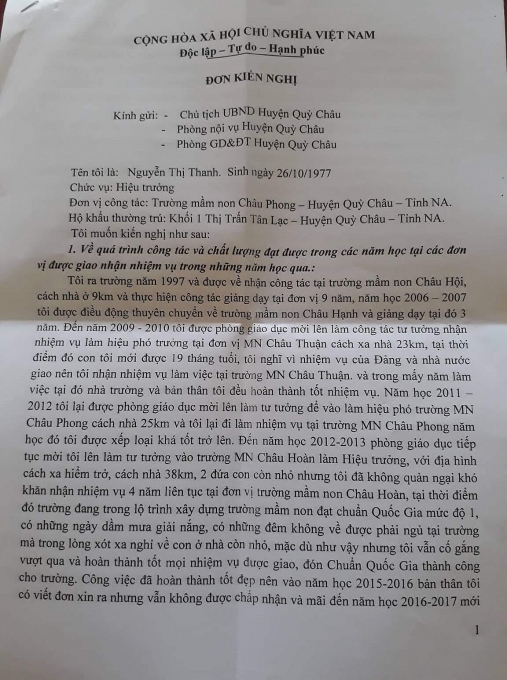 CỘNG HÒA XÃ HỘI CHỦ NGHĨA VIỆT NAM
Độc lập – Tự do – Hạnh phúc
ĐƠN KIẾN NGHỊ
Kính gửi: - Chủ tịch UBND Huyện Quỳ Châu
- Phòng nội vụ Huyện Quỳ Châu
- Phòng GD&ĐT Huyện Quỳ Châu
Tên tôi là: Nguyễn Thị Thanh. Sinh ngày 26/10/1977
Chức vụ: Hiệu trưởng
Đơn vị công tác: Trường mầm non Châu Phong – Huyện Quỳ Châu – Tỉnh NA.
Hộ khẩu thường trú: Khối 1 Thị Trấn Tân Lạc – Huyện Quỳ Châu – Tỉnh NA.
Tôi muốn kiến nghị như sau:
1. Về quá trình công tác và chất lượng đạt được trong các năm học tại các đơn
vị được giao nhận nhiệm vụ trong những năm học qua.:
Tôi ra trường năm 1997 và được về nhận công tác tại trường mầm non Châu Hội,
cách nhà ở 9km và thực hiện công tác giảng dạy tại đơn vị 9 năm, năm học 2006 – 2007
tôi được điều động thuyên chuyển về trường mầm non Châu Hạnh và giảng dạy tại đó 3
năm. Đến năm 2009 - 2010 tôi được phòng giáo dục mời lên làm công tác tư tưởng nhận
nhiệm vụ làm hiệu phó trường tại đơn vị MN Châu Thuận cách xa nhà 23km, tại thời
điểm đó con tôi mới được 19 tháng tuổi, tôi nghĩ vì nhiệm vụ của Đảng và nhà nước
giao nên tôi nhận nhiệm vụ làm việc tại trường MN Châu Thuận. và trong mấy năm làm
việc tại đó nhà trường và bản thân tôi đều hoàn thành tốt nhiệm vụ. Năm học 2011 –
2012 tôi lại được phòng giáo dục mời lên làm tư tưởng để vào làm hiệu phó trường MN
Châu Phong cách nhà 25km và tôi lại đi làm nhiệm vụ tại trường MN Châu Phong năm
học đó tôi được xếp loại khá tốt trở lên. Đến năm học 2012-2013 phòng giáo dục tiếp
tục mời tôi lên làm tư tưởng vào trường MN Châu Hoàn làm Hiệu trưởng, với địa hình
cách xa hiểm trở, cách nhà 38km, 2 đứa con còn nhỏ nhưng tôi đã không quản ngại khó
khăn nhận nhiệm vụ 4 năm liên tục tại đơn vị trường mầm non Châu Hoàn, tại thời điểm
đó trường đang trong lộ trình xây dựng trường mầm non đạt chuẩn Quốc Gia mức độ 1,
có những ngày dầm mưa giải nắng, có những đêm không về được phải ngủ tại trường
mà trong lòng xót xa nghỉ về con ở nhà còn nhỏ, mặc dù như vậy nhưng tôi vẫn cố gắng
vượt qua và hoàn thành tốt mọi nhiệm vụ được giao, đón Chuẩn Quốc Gia thành công
cho trường. Công việc đã hoàn thành tốt đẹp nên vào năm học 2015-2016 bản thân tôi
có viết đơn xin ra nhưng vẫn không được chấp nhận và mãi đến năm học 2016-2017 mới
1